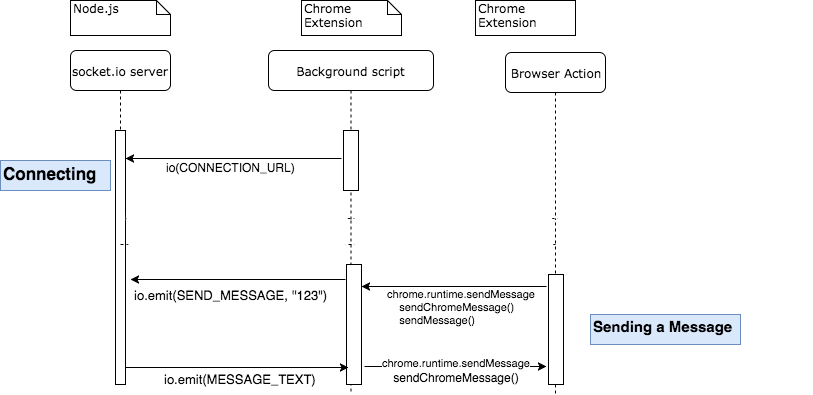 Node.js
Chrome
Extension
Chrome
Extension
socket.io server
Background script
Browser Action
io(CONNECTION_URL)
Connecting
io.emit(SEND_MESSAGE, "123")
chrome.runtime.sendMessage
sendChromeMessage()
sendMessage()
Sending a Message
io.emit(MESSAGE_TEXT)
chrome.runtime.sendMessage
sendChromeMessage()